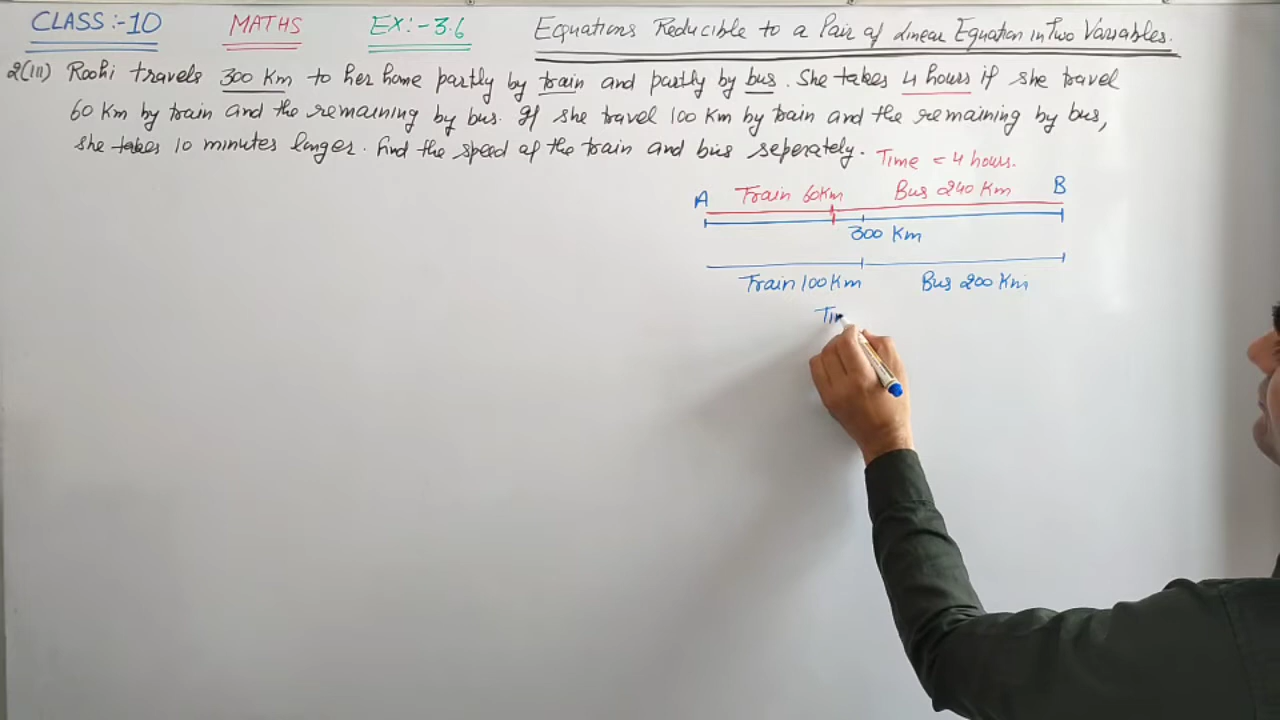 CLASS:-10 MATHS EX:-3.6 Equations Reducible to a Pair of Linear Equation in Two Variables.
2(iii) Roohi travels 300 Km to her home partly by train and partly by bus. She takes 4 hours if she travel
60 Km by train and the remaining by bus. If she travel 100 Km by train and the remaining by bus,
she takes 10 minutes longer. Find the speed of the train and bus seperately.
Time = 4 hours.
A Train 60Km Bus 240 Km B
300 Km
Train 100 Km Bus 200 Km
Tim